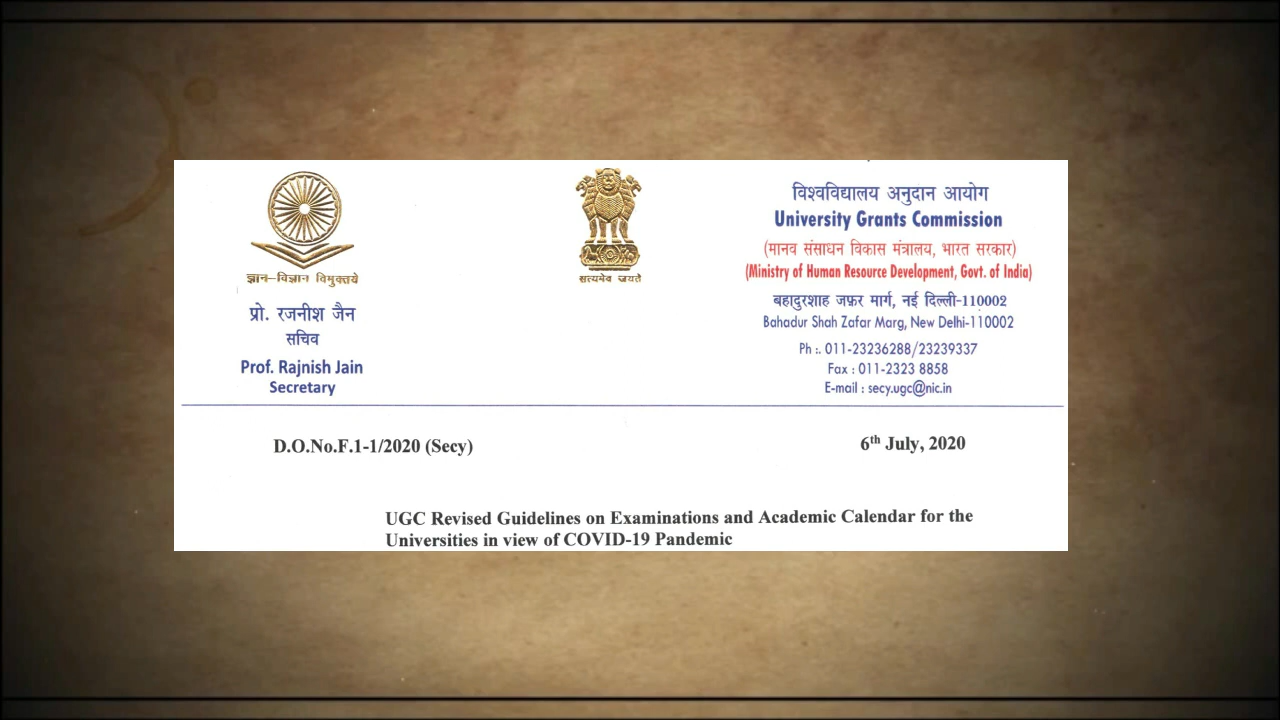 ज्ञान-विज्ञान विमुक्तये
प्रो. रजनीश जैन
सचिव
Prof. Rajnish Jain
Secretary
सत्यमेव जयते
विश्वविद्यालय अनुदान आयोग
University Grants Commission
(मानव संसाधन विकास मंत्रालय, भारत सरकार)
(Ministry of Human Resource Development, Govt. of India)
बहादुरशाह जफ़र मार्ग, नई दिल्ली-110002
Bahadur Shah Zafar Marg, New Delhi-110002
Ph :. 011-23236288/23239337
Fax : 011-2323 8858
E-mail : secy.ugc@nic.in
D.O.No.F.1-1/2020 (Secy)
6th July, 2020
UGC Revised Guidelines on Examinations and Academic Calendar for the
Universities in view of COVID-19 Pandemic